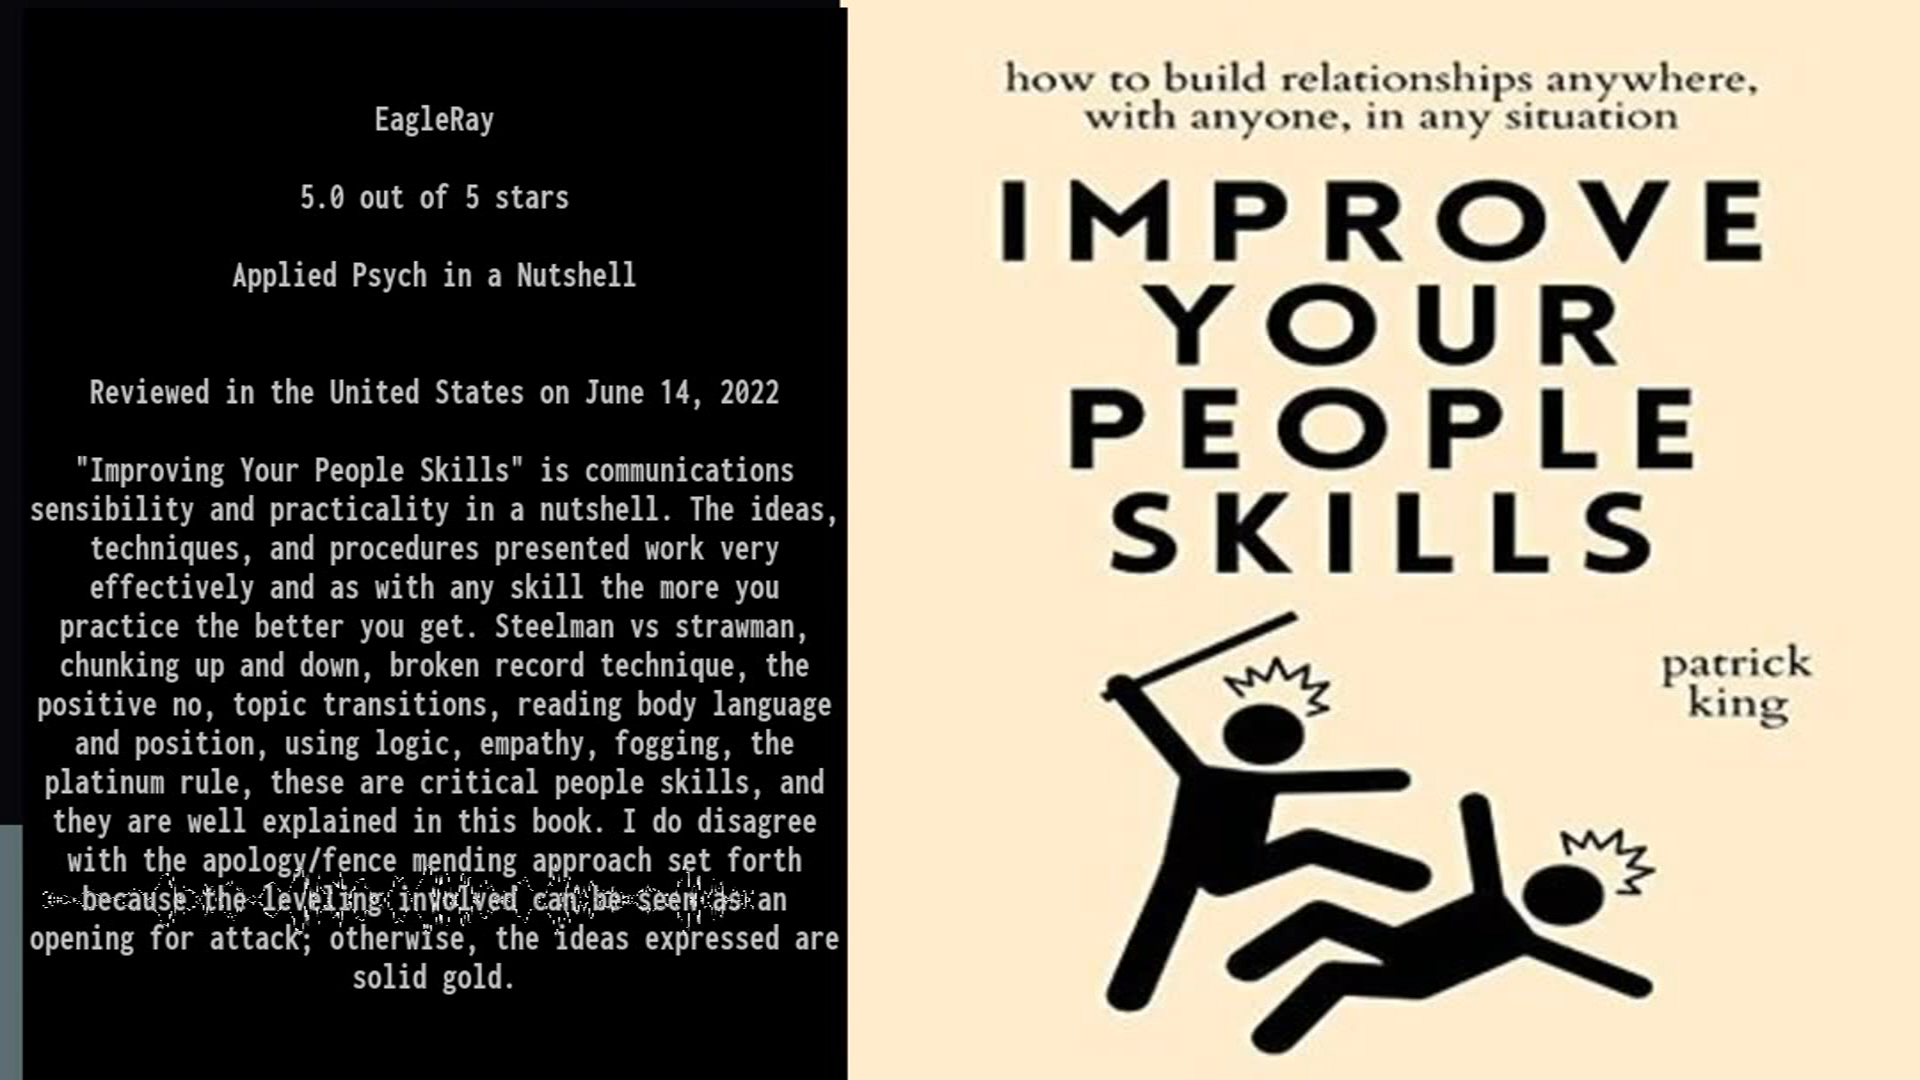 EagleRay
5.0 out of 5 stars
Applied Psych in a Nutshell
Reviewed in the United States on June 14, 2022
"Improving Your People Skills" is communications
sensibility and practicality in a nutshell. The ideas,
techniques, and procedures presented work very
effectively and as with any skill the more you
practice the better you get. Steelman vs strawman,
chunking up and down, broken record technique, the
positive no, topic transitions, reading body language
and position, using logic, empathy, fogging, the
platinum rule, these are critical people skills, and
they are well explained in this book. I do disagree
with the apology/fence mending approach set forth
because the leveling involved can be seen as an
opening for attack; otherwise, the ideas expressed are
solid gold.
how to build relationships anywhere,
with anyone, in any situation
IMPROVE
YOUR
PEOPLE
SKILLS
patrick
king